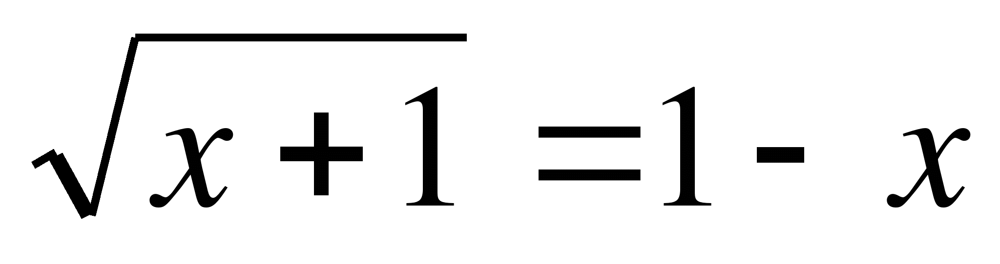 √x + 1 = 1 - x